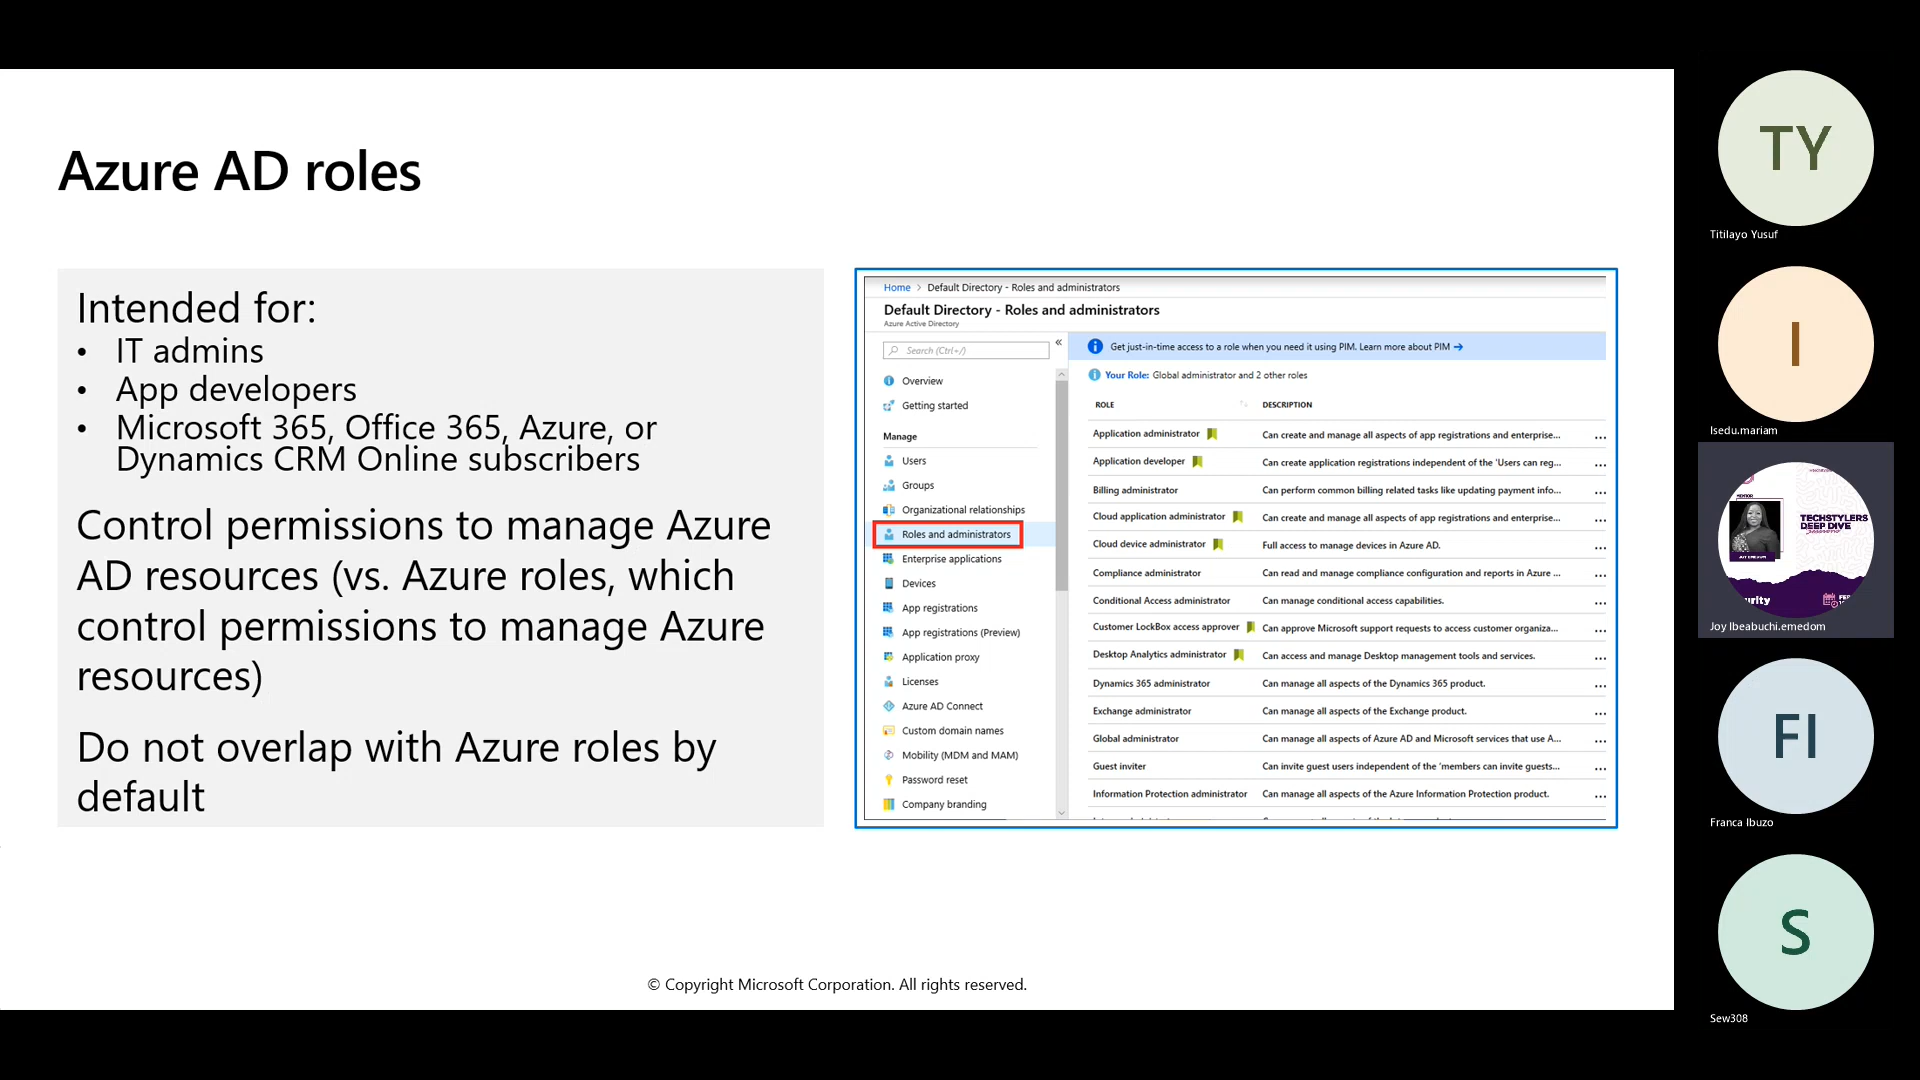 Azure AD roles
Intended for:
• IT admins
• App developers
• Microsoft 365, Office 365, Azure, or
Dynamics CRM Online subscribers
Control permissions to manage Azure
AD resources (vs. Azure roles, which
control permissions to manage Azure
resources)
Do not overlap with Azure roles by
default
Home > Default Directory - Roles and administrators
Default Directory - Roles and administrators
Azure Active Directory
Search (Ctrl+/)
«
Overview
Getting started
Manage
Users
Groups
Organizational relationships
Roles and administrators
Enterprise applications
Devices
App registrations
App registrations (Preview)
Application proxy
Licenses
Azure AD Connect
Custom domain names
Mobility (MDM and MAM)
Password reset
Company branding
Get just-in-time access to a role when you need it using PIM. Learn more about PIM →
Your Role: Global administrator and 2 other roles
ROLE DESCRIPTION
Application administrator Can create and manage all aspects of app registrations and enterprise... ...
Application developer Can create application registrations independent of the 'Users can reg... ...
Billing administrator Can perform common billing related tasks like updating payment info... ...
Cloud application administrator Can create and manage all aspects of app registrations and enterprise... ...
Cloud device administrator Full access to manage devices in Azure AD. ...
Compliance administrator Can read and manage compliance configuration and reports in Azure ... ...
Conditional Access administrator Can manage conditional access capabilities. ...
Customer LockBox access approver Can approve Microsoft support requests to access customer organiza... ...
Desktop Analytics administrator Can access and manage Desktop management tools and services. ...
Dynamics 365 administrator Can manage all aspects of the Dynamics 365 product. ...
Exchange administrator Can manage all aspects of the Exchange product. ...
Global administrator Can manage all aspects of Azure AD and Microsoft services that use A... ...
Guest inviter Can invite guest users independent of the 'members can invite guests... ...
Information Protection administrator Can manage all aspects of the Azure Information Protection product. ...
© Copyright Microsoft Corporation. All rights reserved.
TY
Titilayo Yusuf
I
Isedu.mariam
MENTOR
TECHSTYLERS
DEEP DIVE
JOY EMEDOM
urity
Joy Ibeabuchi.emedom
FI
Franca Ibuzo
S
Sew308